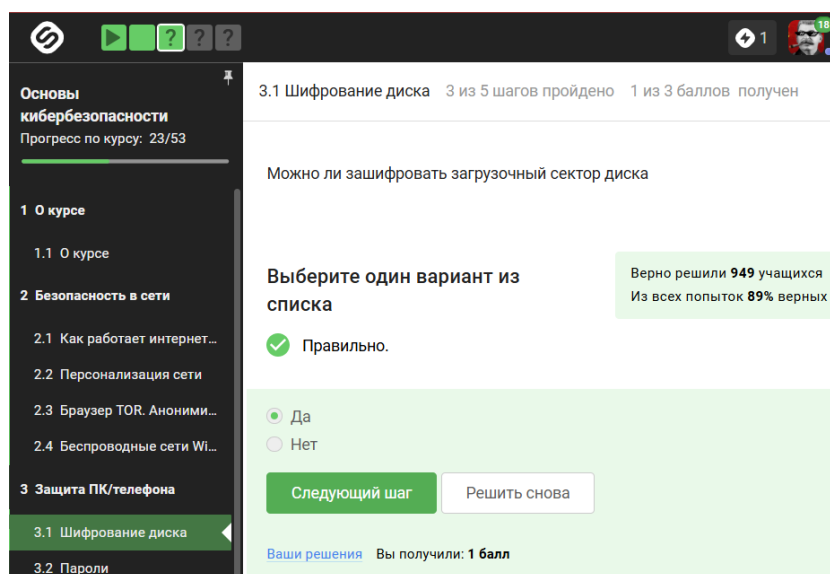 ? ? ?
1
18
Основы
кибербезопасности
Прогресс по курсу: 23/53
1 О курсе
1.1 О курсе
2 Безопасность в сети
2.1 Как работает интернет...
2.2 Персонализация сети
2.3 Браузер TOR. Аноними...
2.4 Беспроводные сети Wi...
3 Защита ПК/телефона
3.1 Шифрование диска
3.2 Пароли
3.1 Шифрование диска 3 из 5 шагов пройдено 1 из 3 баллов получен
Можно ли зашифровать загрузочный сектор диска
Выберите один вариант из
списка
Верно решили 949 учащихся
Из всех попыток 89% верных
Правильно.
Да
Нет
Следующий шаг Решить снова
Ваши решения Вы получили: 1 балл